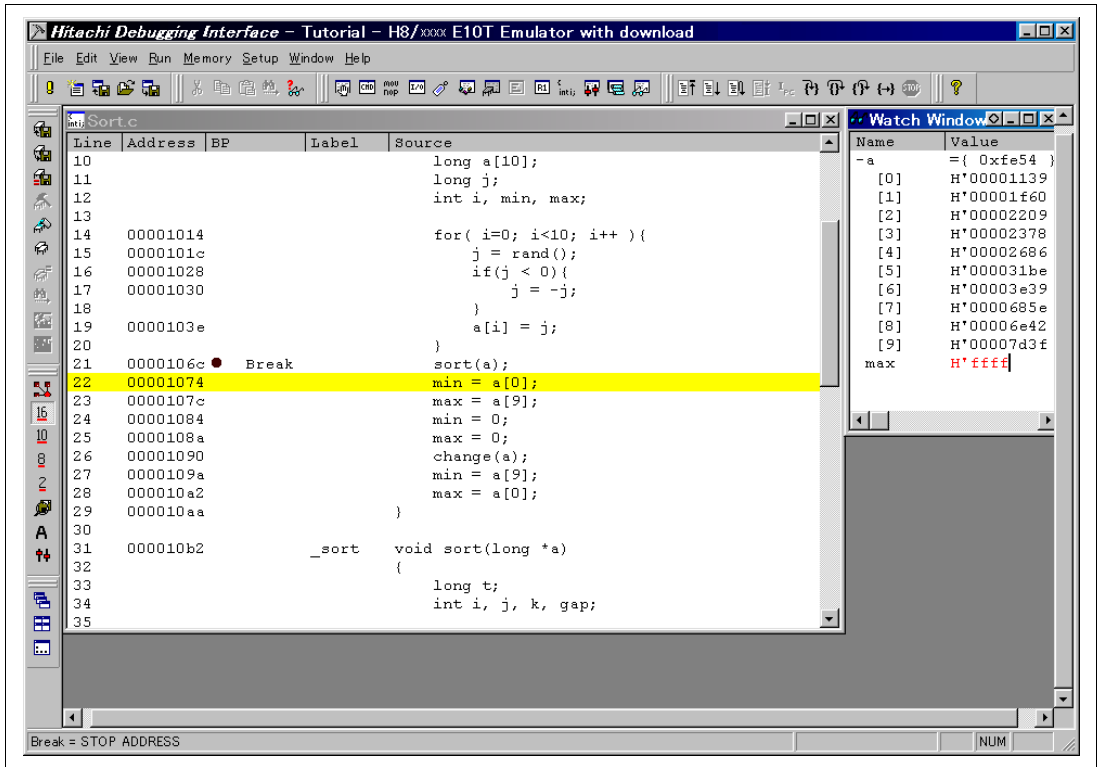 Hitachi Debugging Interface - Tutorial - H8/xxxx E10T Emulator with download
File Edit View Run Memory Setup Window Help
Sort.c
Line Address BP Label Source
10 long a[10];
11 long j;
12 int i, min, max;
13
14 00001014 for( i=0; i<10; i++ ){
15 0000101c j = rand();
16 00001028 if(j < 0){
17 00001030 j = -j;
18 }
19 0000103e a[i] = j;
20 }
21 0000106c ● Break sort(a);
22 00001074 min = a[0];
23 0000107c max = a[9];
24 00001084 min = 0;
25 0000108a max = 0;
26 00001090 change(a);
27 0000109a min = a[9];
28 000010a2 max = a[0];
29 000010aa }
30
31 000010b2 _sort void sort(long *a)
32 {
33 long t;
34 int i, j, k, gap;
35
Watch Window
Name Value
-a ={ 0xfe54 }
[0] H'00001139
[1] H'00001f60
[2] H'00002209
[3] H'00002378
[4] H'00002686
[5] H'000031be
[6] H'00003e39
[7] H'0000685e
[8] H'00006e42
[9] H'00007d3f
max H'ffff
16
10
8
2
A
Break = STOP ADDRESS
NUM